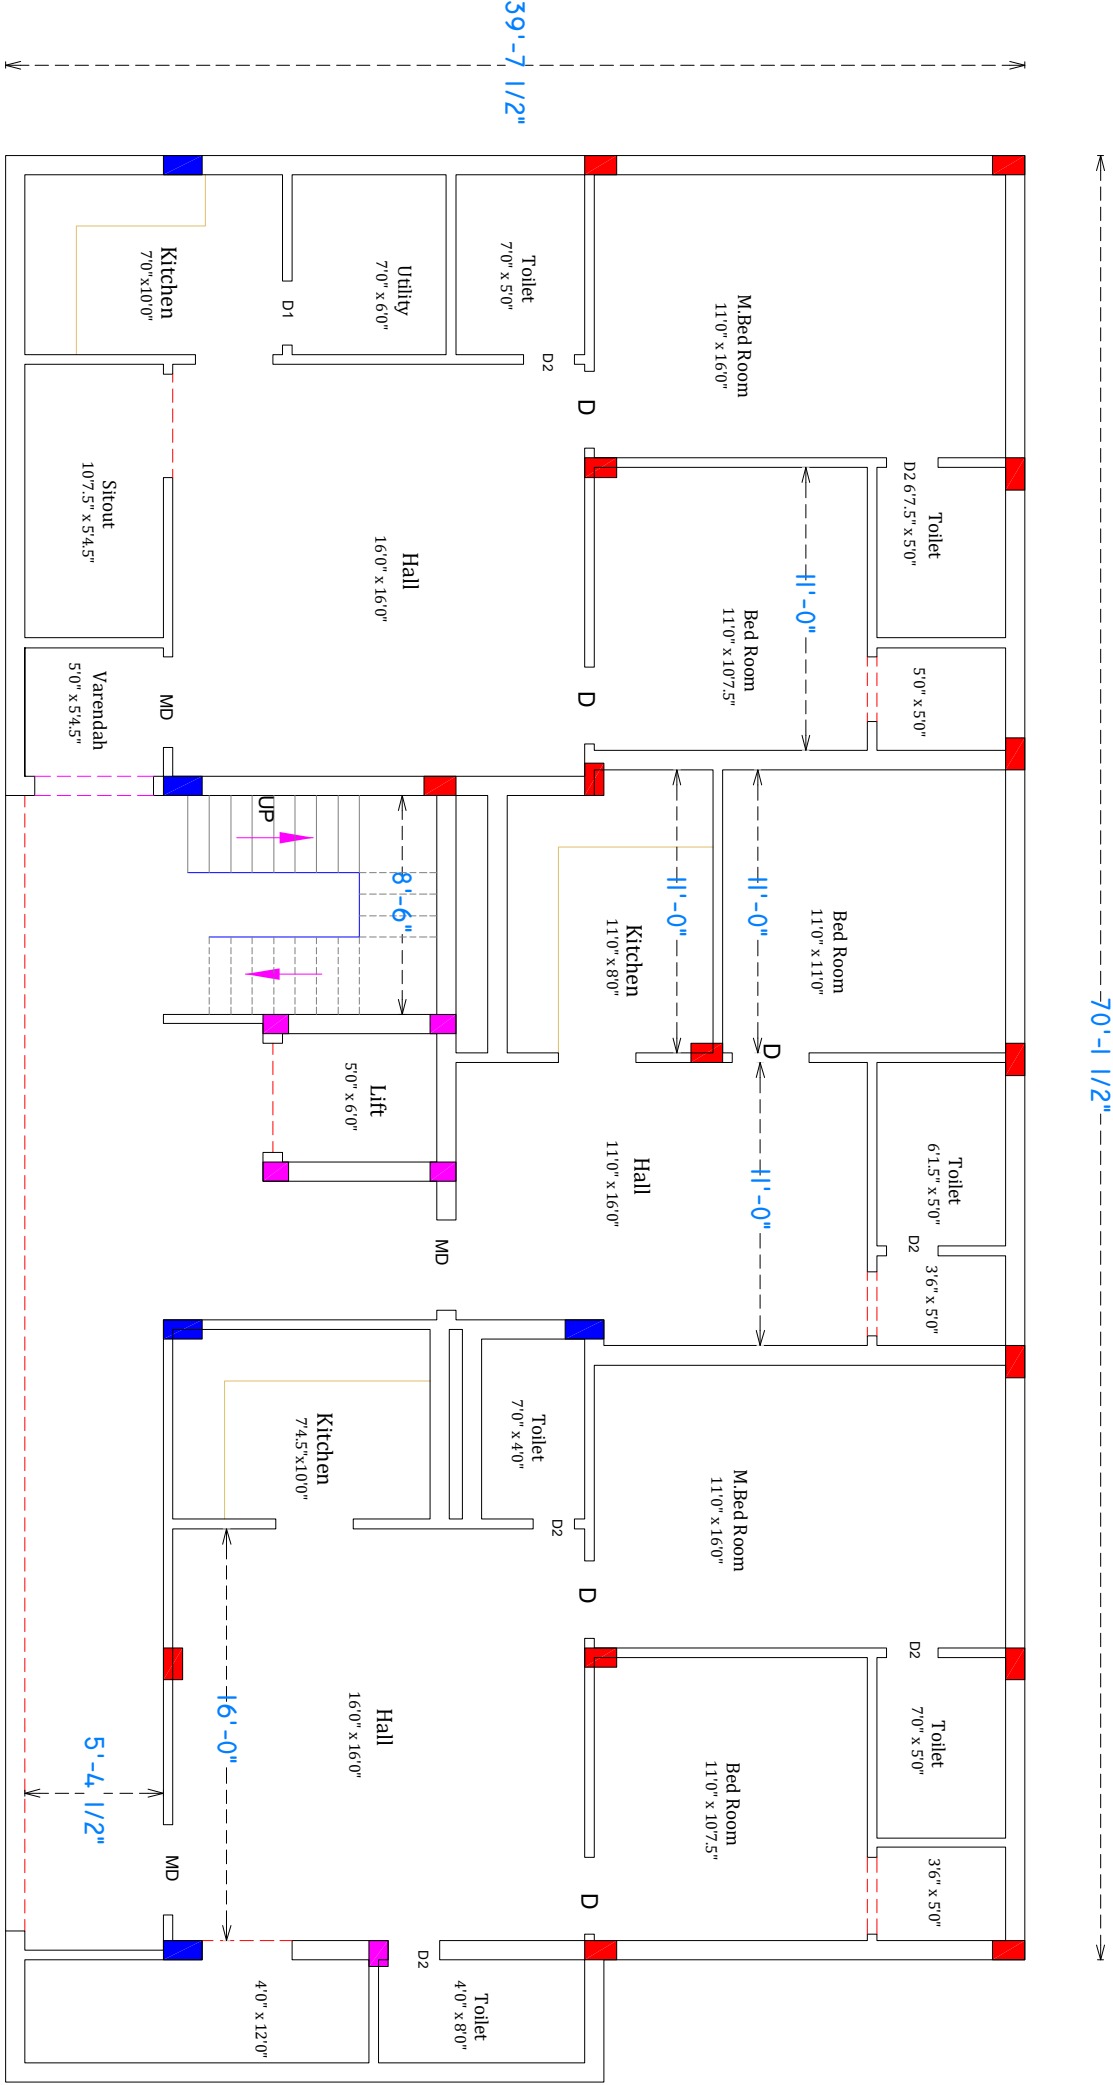 39'-7 1/2"
70'-1 1/2"
Kitchen
7'0"x10'0"
D1
Utility
7'0" x 6'0"
Toilet
7'0" x 5'0"
D2
M.Bed Room
11'0" x 16'0"
D
Toilet
D2 6'7.5" x 5'0"
Sitout
10'7.5" x 5'4.5"
Hall
16'0" x 16'0"
Bed Room
11'0" x 10'7.5"
11'-0"
5'0" x 5'0"
Varendah
5'0" x 5'4.5"
MD
D
UP
8'-6"
Kitchen
11'0" x 8'0"
11'-0"
11'-0"
Bed Room
11'0" x 11'0"
D
Lift
5'0" x 6'0"
Hall
11'0" x 16'0"
11'-0"
Toilet
6'1.5" x 5'0"
D2
3'6" x 5'0"
MD
Kitchen
7'4.5"x10'0"
Toilet
7'0" x 4'0"
D2
M.Bed Room
11'0" x 16'0"
D
D2
Toilet
7'0" x 5'0"
16'-0"
Hall
16'0" x 16'0"
Bed Room
11'0" x 10'7.5"
5'-4 1/2"
MD
D
3'6" x 5'0"
D2
4'0" x 12'0"
Toilet
4'0" x 8'0"